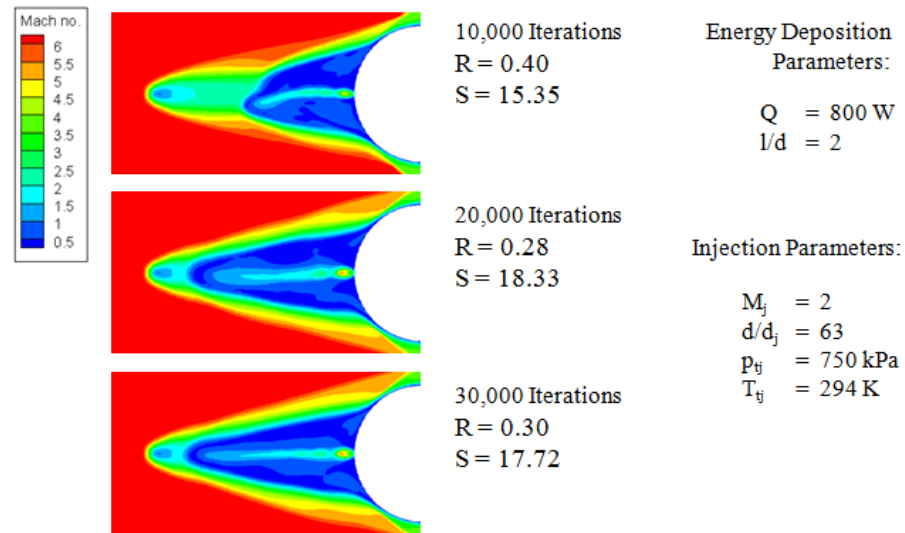 Mach no.
6
5.5
5
4.5
4
3.5
3
2.5
2
1.5
1
0.5
10,000 Iterations
R = 0.40
S = 15.35
20,000 Iterations
R = 0.28
S = 18.33
30,000 Iterations
R = 0.30
S = 17.72
Energy Deposition
Parameters:
Q = 800 W
l/d = 2
Injection Parameters:
Mj = 2
d/dj = 63
ptj = 750 kPa
Ttj = 294 K